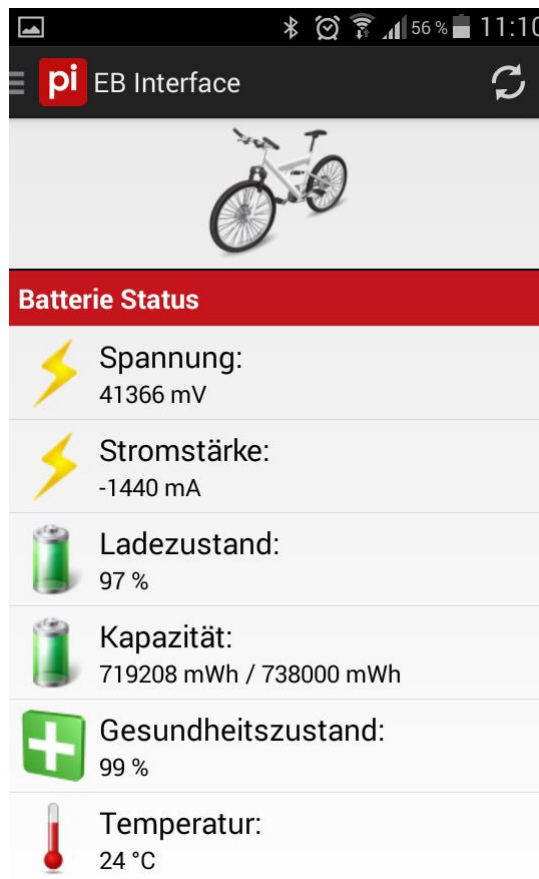 56 % 11:10
pi EB Interface
Batterie Status
Spannung:
41366 mV
Stromstärke:
-1440 mA
Ladezustand:
97 %
Kapazität:
719208 mWh / 738000 mWh
Gesundheitszustand:
99 %
Temperatur:
24 °C